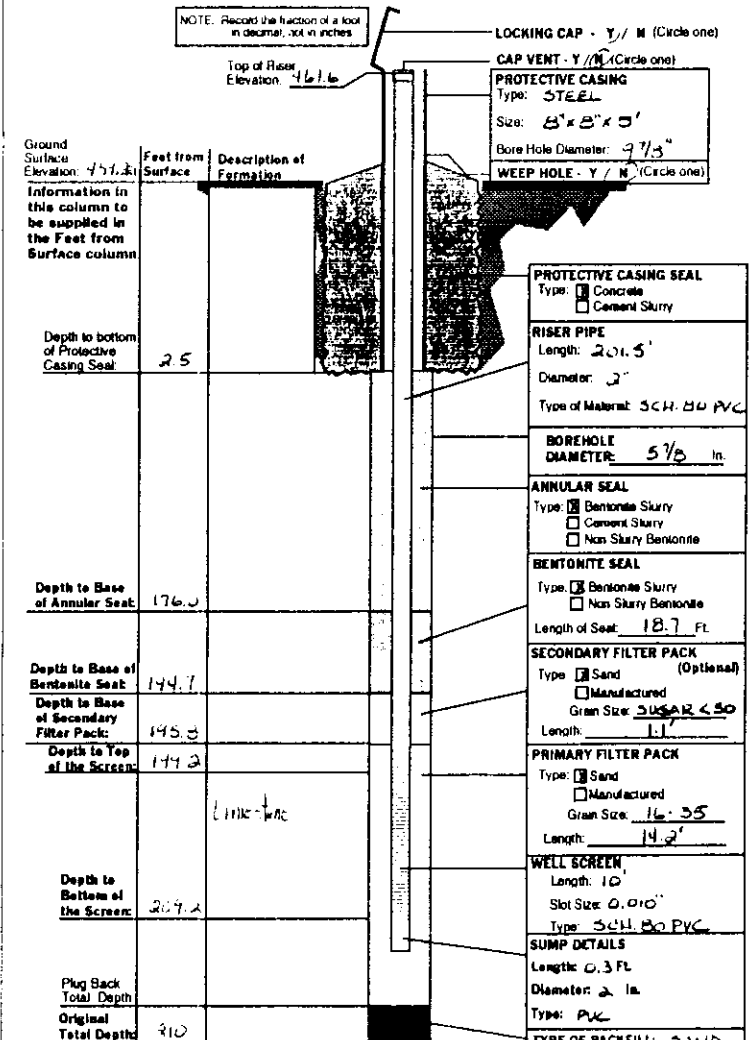 NOTE: Record the fraction of a foot
in decimal, not in inches
LOCKING CAP - Y / N (Circle one)
CAP VENT - Y / N (Circle one)
Top of Riser
Elevation: 461.6
PROTECTIVE CASING
Type: STEEL
Size: 8" x 8" x 5'
Bore Hole Diameter: 9 7/8"
WEEP HOLE - Y / N (Circle one)
Ground
Surface
Elevation:
Feet from
Surface
Description of
Formation
Information in
this column to
be supplied in
the Feet from
Surface column
PROTECTIVE CASING SEAL
Type: Concrete
Cement Slurry
Depth to bottom
of Protective
Casing Seal: 2.5
RISER PIPE
Length: 201.5'
Diameter: 2"
Type of Material: SCH. 80 PVC
BOREHOLE
DIAMETER: 5 7/8 In.
ANNULAR SEAL
Type: Bentonite Slurry
Cement Slurry
Non Slurry Bentonite
BENTONITE SEAL
Type: Bentonite Slurry
Non Slurry Bentonite
Length of Seal: 18.7 Ft.
Depth to Base
of Annular Seal: 176.0
SECONDARY FILTER PACK
(Optional)
Type Sand
Manufactured
Grain Size: SUGAR < 50
Length: 1.1'
Depth to Base of
Bentonite Seal: 194.7
Depth to Base
of Secondary
Filter Pack: 195.8
Depth to Top
of the Screen: 199.2
PRIMARY FILTER PACK
Type: Sand
Manufactured
Grain Size: 16-35
Length: 14.2'
Limestone
WELL SCREEN
Length: 10'
Slot Size: 0.010"
Type: SCH. 80 PVC
Depth to
Bottom of
the Screen: 209.2
SUMP DETAILS
Length: 0.3 Ft.
Diameter: 2 In.
Type: PVC
Plug Back
Total Depth
Original
Total Depth: 210
TYPE OF BACKFILL: SAND